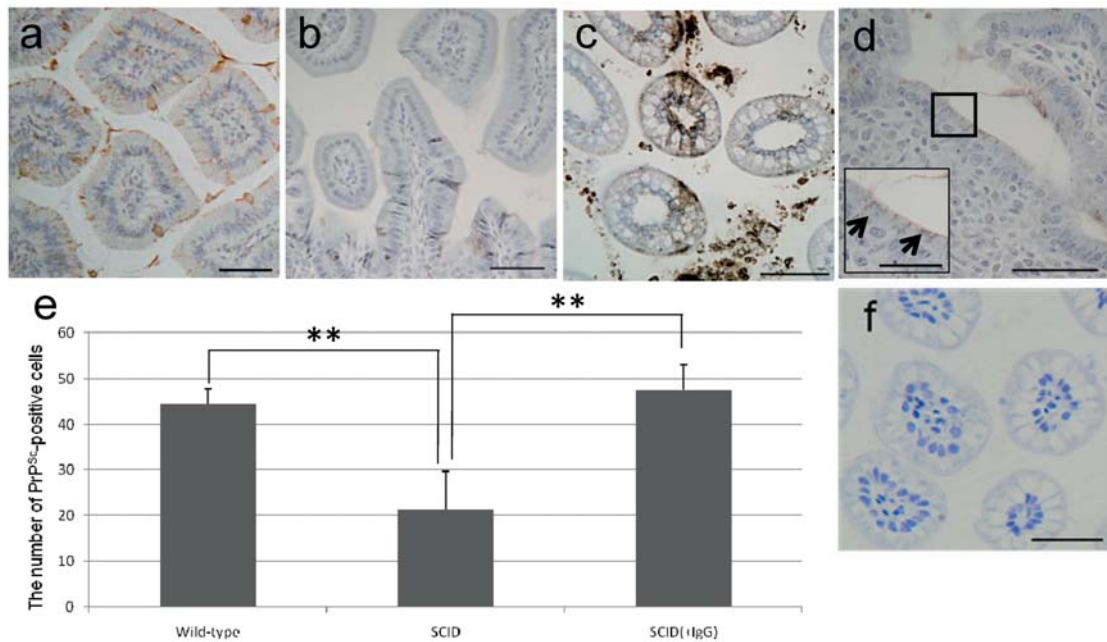 a
b
c
d
e
**
**
60
50
40
30
20
10
0
The number of PrPSc-positive cells
Wild-type
SCID
SCID(+IgG)
f